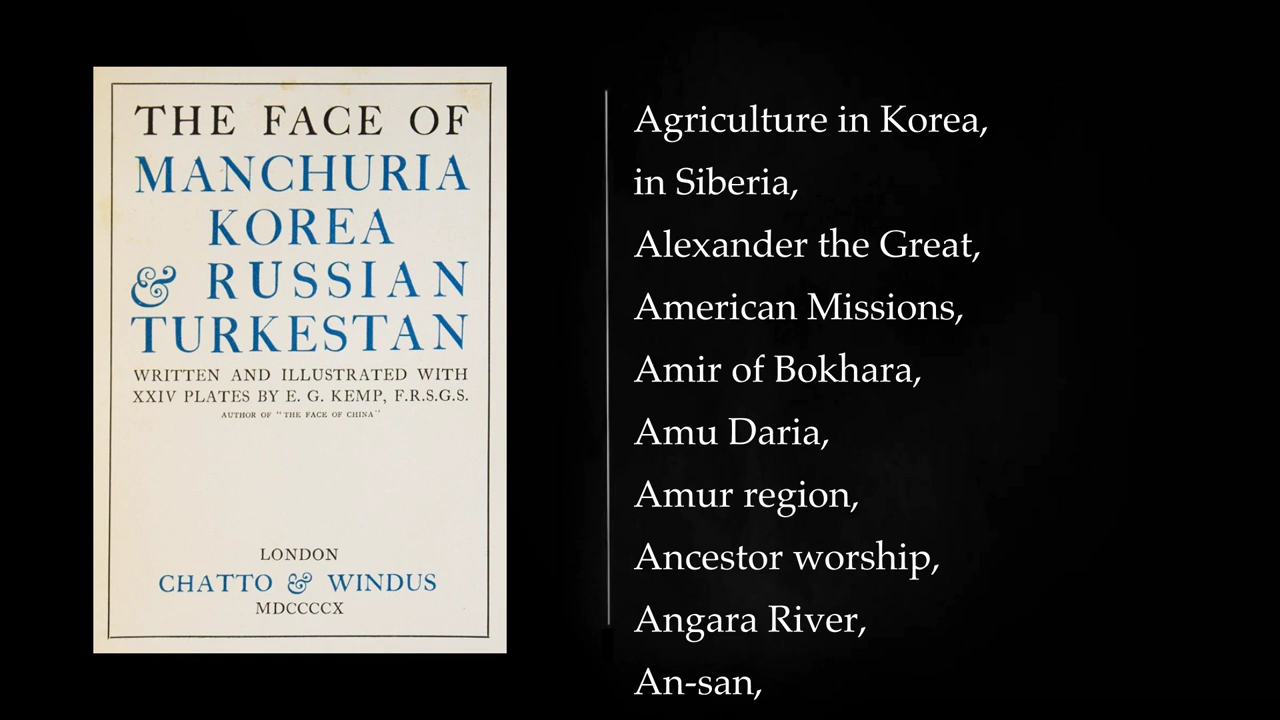 THE FACE OF
MANCHURIA
KOREA
& RUSSIAN
TURKESTAN
WRITTEN AND ILLUSTRATED WITH
XXIV PLATES BY E. G. KEMP, F.R.S.G.S.
AUTHOR OF "THE FACE OF CHINA"
LONDON
CHATTO & WINDUS
MDCCCCX
Agriculture in Korea,
in Siberia,
Alexander the Great,
American Missions,
Amir of Bokhara,
Amu Daria,
Amur region,
Ancestor worship,
Angara River,
An-san,